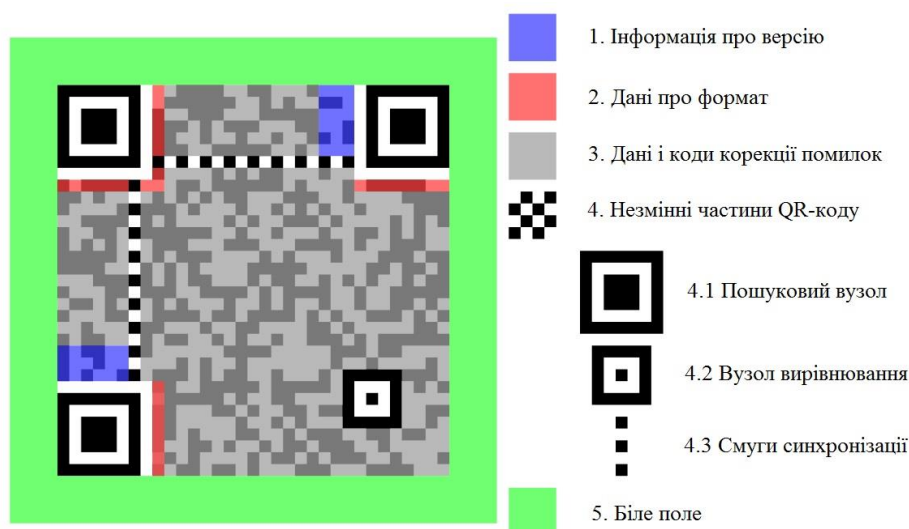 1. Інформація про версію
2. Дані про формат
3. Дані і коди корекції помилок
4. Незмінні частини QR-коду
4.1 Пошуковий вузол
4.2 Вузол вирівнювання
4.3 Смуги синхронізації
5. Біле поле